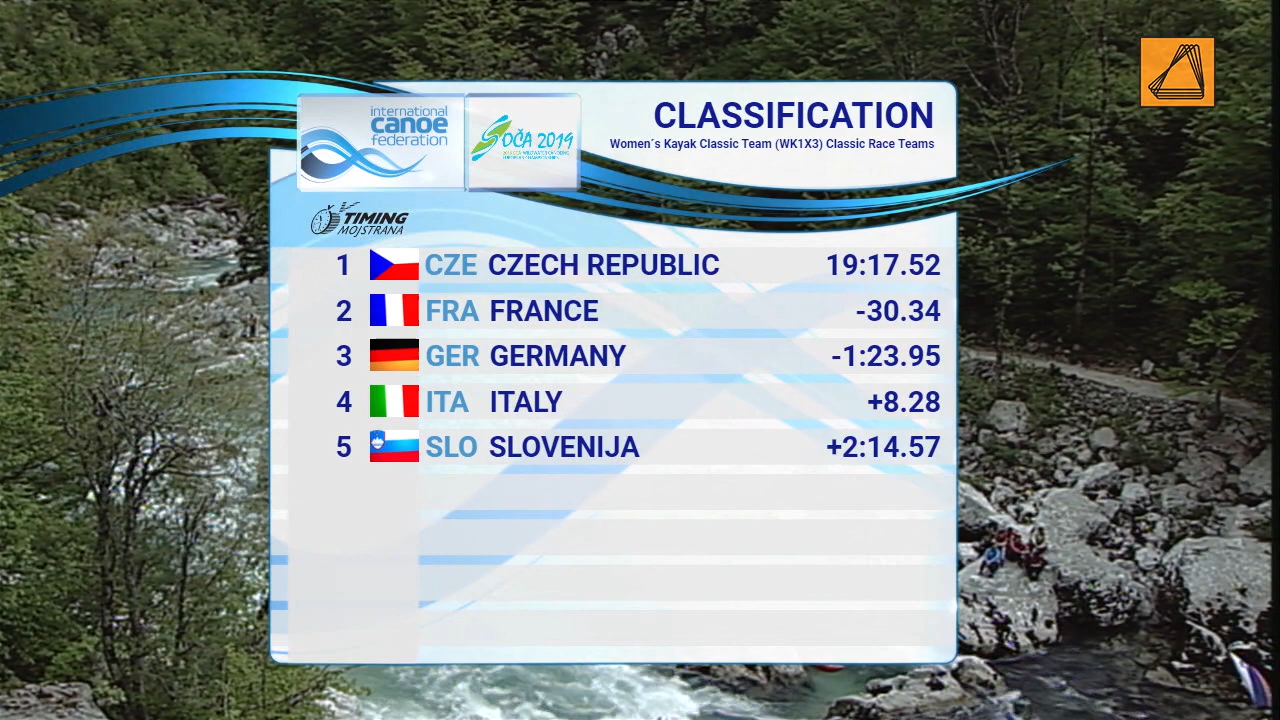 international
canoe
federation
SOČA 2019
CLASSIFICATION
Women´s Kayak Classic Team (WK1X3) Classic Race Teams
TIMING
MOJSTRANA
1 CZE CZECH REPUBLIC 19:17.52
2 FRA FRANCE -30.34
3 GER GERMANY -1:23.95
4 ITA ITALY +8.28
5 SLO SLOVENIJA +2:14.57